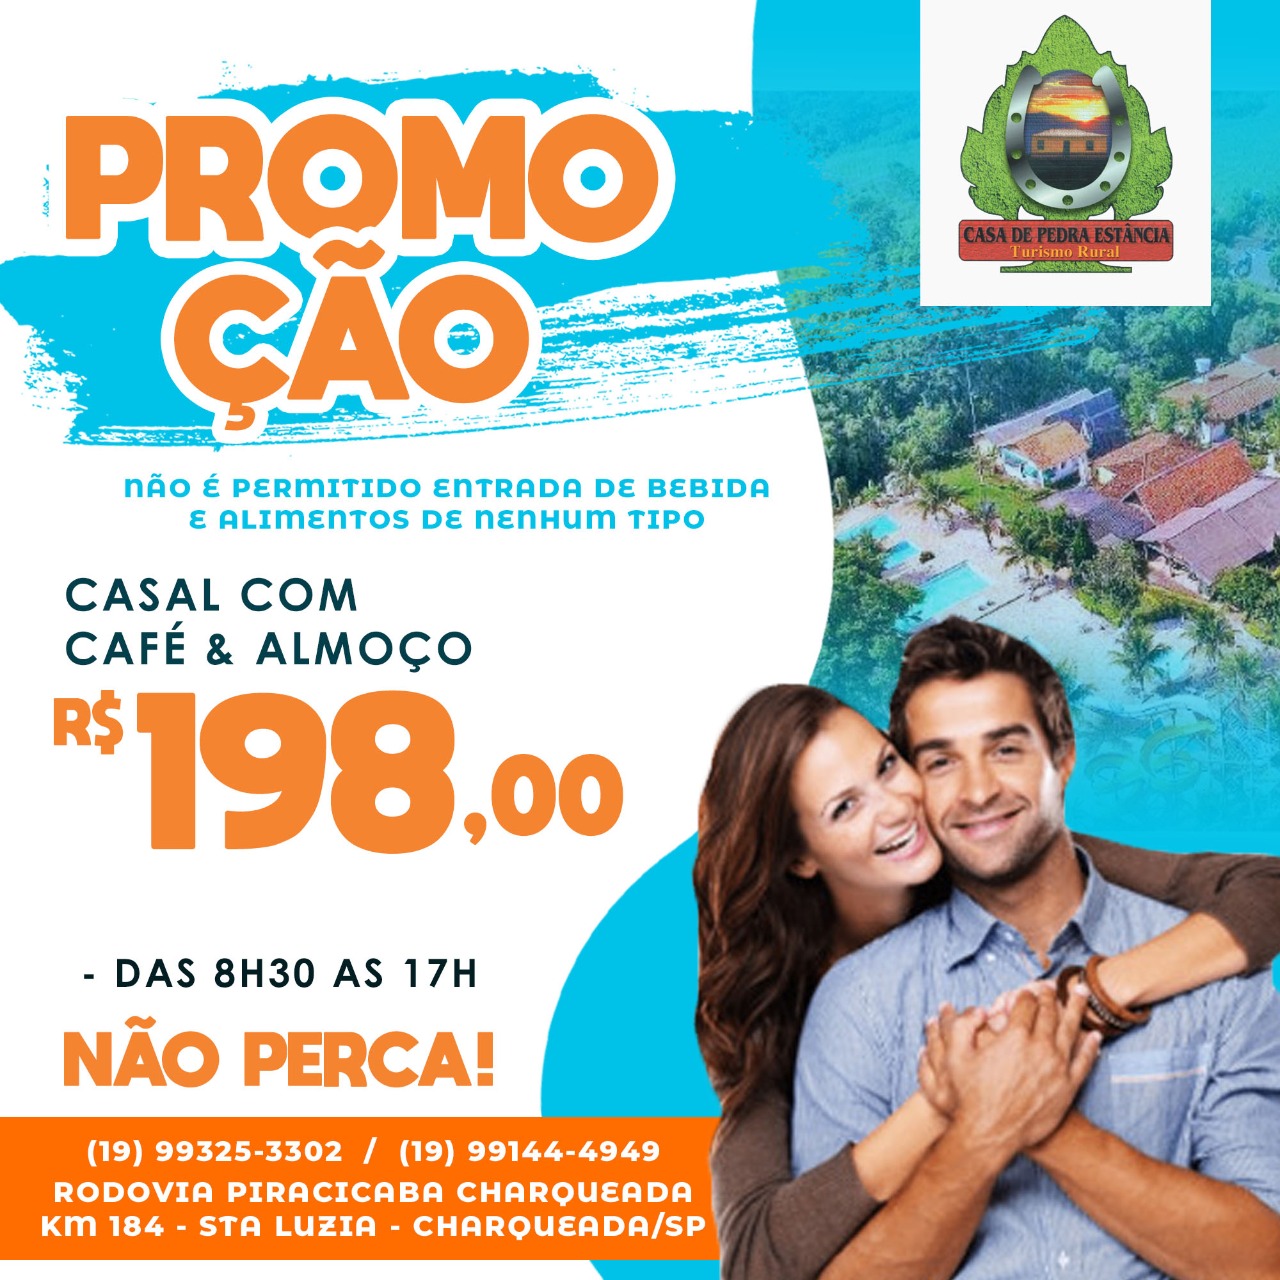 PROMO
ÇÃO
CASA DE PEDRA ESTÂNCIA
Turismo Rural
NÃO É PERMITIDO ENTRADA DE BEBIDA
E ALIMENTOS DE NENHUM TIPO
CASAL COM
CAFÉ & ALMOÇO
R$ 198,00
- DAS 8H30 AS 17H
NÃO PERCA!
(19) 99325-3302 / (19) 99144-4949
RODOVIA PIRACICABA CHARQUEADA
KM 184 - STA LUZIA - CHARQUEADA/SP